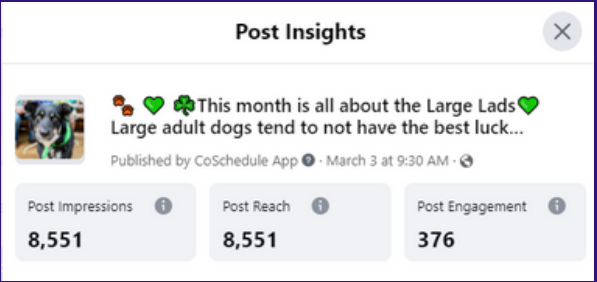 Post Insights
🐾 💚 ☘️This month is all about the Large Lads💚
Large adult dogs tend to not have the best luck...
Published by CoSchedule App · March 3 at 9:30 AM ·
Post Impressions Post Reach Post Engagement
8,551 8,551 376